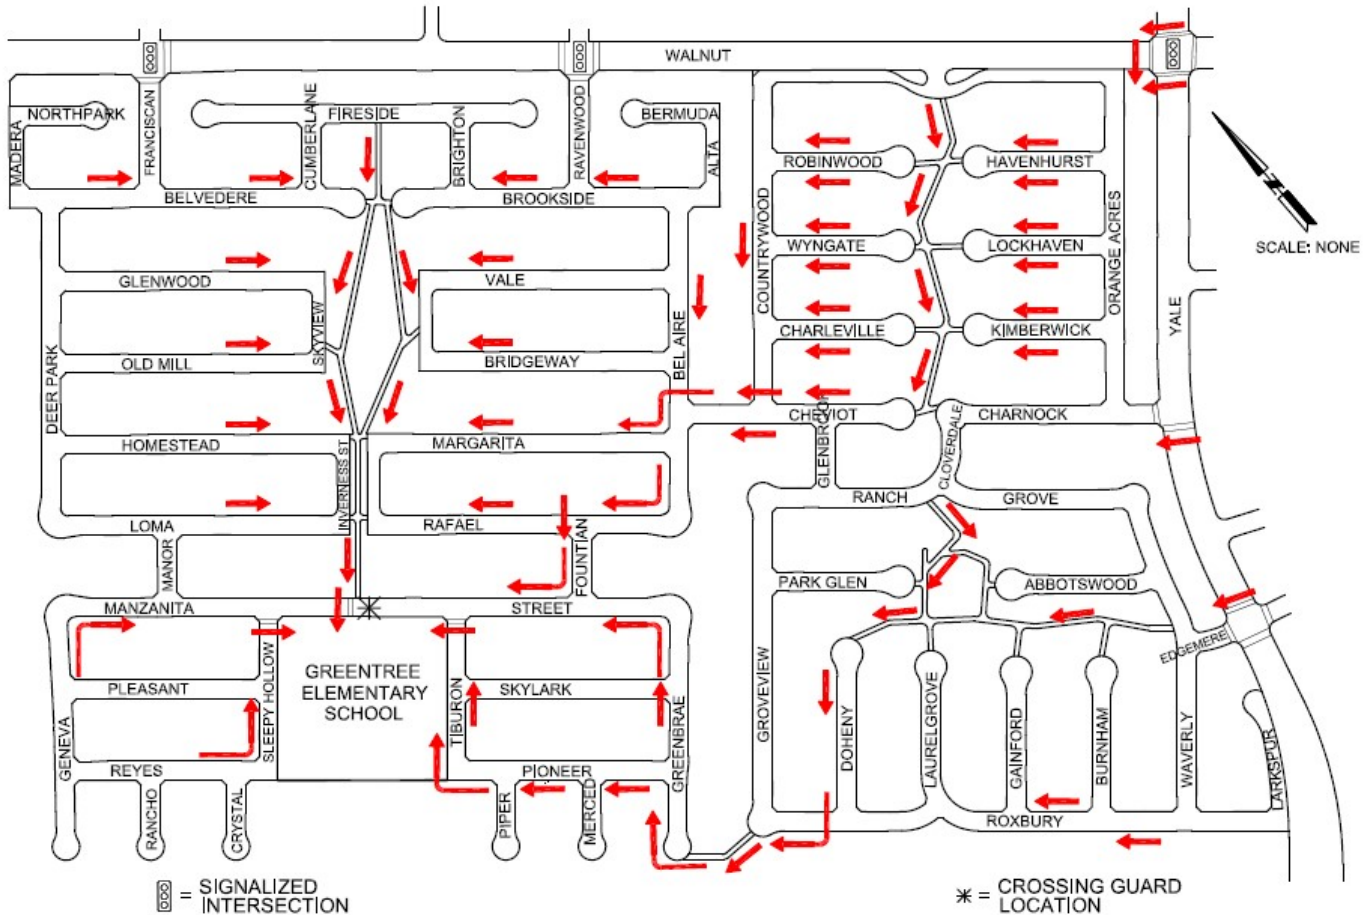 WALNUT
NORTHPARK
MADERA
FRANCISCAN
CUMBERLANE
FIRESIDE
BRIGHTON
RAVENWOOD
BERMUDA
ALTA
BELVEDERE
BROOKSIDE
ROBINWOOD
HAVENHURST
COUNTRYWOOD
ORANGE ACRES
WYNGATE
LOCKHAVEN
SCALE: NONE
GLENWOOD
VALE
SKYVIEW
YALE
CHARLEVILLE
KIMBERWICK
OLD MILL
BRIDGEWAY
BEL AIRE
DEER PARK
CHEVIOT
CHARNOCK
HOMESTEAD
MARGARITA
INVERNESS ST
GLENBROOK
CLOVERDALE
RANCH
GROVE
LOMA
RAFAEL
MANOR
FOUNTIAN
PARK GLEN
ABBOTSWOOD
MANZANITA
STREET
EDGEMERE
GREENTREE
ELEMENTARY
SCHOOL
PLEASANT
SLEEPY HOLLOW
TIBURON
SKYLARK
GENEVA
GREENBRAE
GROVEVIEW
DOHENY
LAURELGROVE
GAINFORD
BURNHAM
WAVERLY
LARKSPUR
REYES
PIONEER
RANCHO
CRYSTAL
PIPER
MERCED
ROXBURY
= SIGNALIZED
INTERSECTION
= CROSSING GUARD
LOCATION